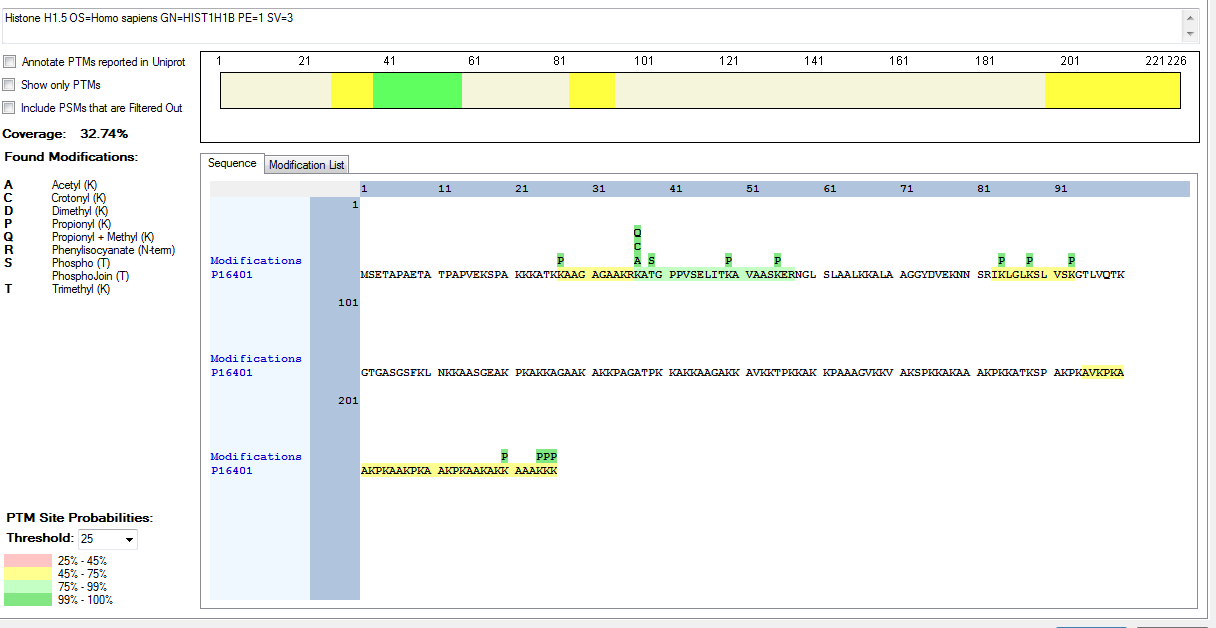 Histone H1.5 OS=Homo sapiens GN=HIST1H1B PE=1 SV=3
Annotate PTMs reported in Uniprot
Show only PTMs
Include PSMs that are Filtered Out
Coverage: 32.74%
Found Modifications:
A Acetyl (K)
C Crotonyl (K)
D Dimethyl (K)
P Propionyl (K)
Q Propionyl + Methyl (K)
R Phenylisocyanate (N-term)
S Phospho (T)
PhosphoJoin (T)
T Trimethyl (K)
PTM Site Probabilities:
Threshold: 25
25% - 45%
45% - 75%
75% - 99%
99% - 100%
1 21 41 61 81 101 121 141 161 181 201 221 226
Sequence Modification List
1 11 21 31 41 51 61 71 81 91
1
Q
C
Modifications P A S P P P P P
P16401 MSETAPAETA TPAPVEKSPA KKKATKKAAG AGAAKRKATG PPVSELITKA VAASKERNGL SLAALKKALA AGGYDVEKNN SRIKLGLKSL VSKGTLVQTK
101
Modifications
P16401 GTGASGSFKL NKKAASGEAK PKAKKAGAAK AKKPAGATPK KAKKAAGAKK AVKKTPKKAK KPAAAGVKKV AKSPKKAKAA AKPKKATKSP AKPKAVKPKA
201
Modifications P PPP
P16401 AKPKAAKPKA AKPKAAKAKK AAAKKK